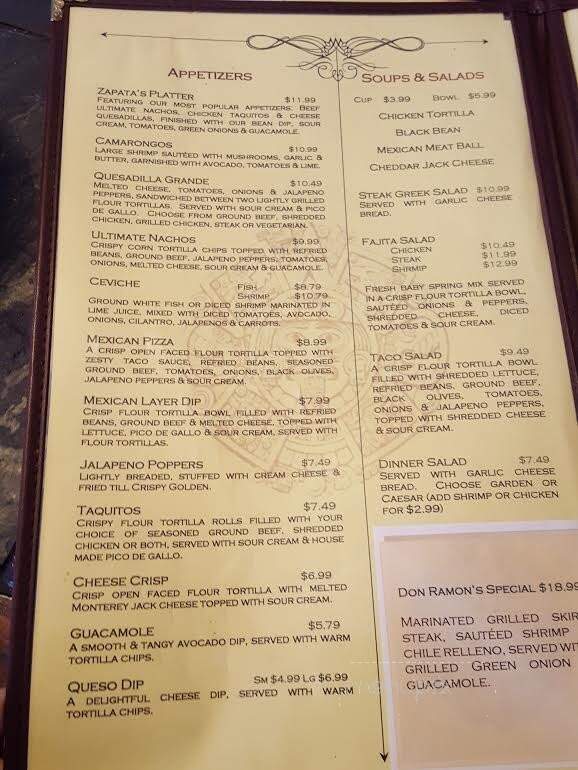 APPETIZERS
ZAPATA'S PLATTER $11.99
FEATURING OUR MOST POPULAR APPETIZERS. BEEF
ULTIMATE NACHOS, CHICKEN TAQUITOS & CHEESE
QUESADILLAS, FINISHED WITH OUR BEAN DIP, SOUR
CREAM, TOMATOES, GREEN ONIONS & GUACAMOLE.
CAMARONGOS $10.99
LARGE SHRIMP SAUTÉED WITH MUSHROOMS, GARLIC &
BUTTER, GARNISHED WITH AVOCADO, TOMATOES & LIME.
QUESADILLA GRANDE $10.49
MELTED CHEESE, TOMATOES, ONIONS & JALAPENO
PEPPERS, SANDWICHED BETWEEN TWO LIGHTLY GRILLED
FLOUR TORTILLAS. SERVED WITH SOUR CREAM & PICO
DE GALLO. CHOOSE FROM GROUND BEEF, SHREDDED
CHICKEN, GRILLED CHICKEN, STEAK OR VEGETARIAN.
ULTIMATE NACHOS $9.99
CRISPY CORN TORTILLA CHIPS TOPPED WITH REFRIED
BEANS, GROUND BEEF, JALAPENO PEPPERS, TOMATOES,
ONIONS, MELTED CHEESE, SOUR CREAM & GUACAMOLE.
CEVICHE FISH $8.79
SHRIMP $10.79
GROUND WHITE FISH OR DICED SHRIMP MARINATED IN
LIME JUICE, MIXED WITH DICED TOMATOES, AVOCADO,
ONIONS, CILANTRO, JALAPENOS & CARROTS.
MEXICAN PIZZA $8.99
A CRISP OPEN FACED FLOUR TORTILLA TOPPED WITH
ZESTY TACO SAUCE, REFRIED BEANS, SEASONED
GROUND BEEF, TOMATOES, ONIONS, BLACK OLIVES,
JALAPENO PEPPERS & SOUR CREAM.
MEXICAN LAYER DIP $7.99
CRISP FLOUR TORTILLA BOWL FILLED WITH REFRIED
BEANS, GROUND BEEF & MELTED CHEESE, TOPPED WITH
LETTUCE, PICO DE GALLO & SOUR CREAM, SERVED WITH
FLOUR TORTILLAS.
JALAPENO POPPERS $7.49
LIGHTLY BREADED, STUFFED WITH CREAM CHEESE &
FRIED TILL CRISPY GOLDEN.
TAQUITOS $7.49
CRISPY FLOUR TORTILLA ROLLS FILLED WITH YOUR
CHOICE OF SEASONED GROUND BEEF, SHREDDED
CHICKEN OR BOTH, SERVED WITH SOUR CREAM & HOUSE
MADE PICO DE GALLO.
CHEESE CRISP $6.99
CRISP OPEN FACED FLOUR TORTILLA WITH MELTED
MONTEREY JACK CHEESE TOPPED WITH SOUR CREAM.
GUACAMOLE $5.79
A SMOOTH & TANGY AVOCADO DIP, SERVED WITH WARM
TORTILLA CHIPS.
QUESO DIP SM $4.99 LG $6.99
A DELIGHTFUL CHEESE DIP, SERVED WITH WARM
TORTILLA CHIPS.
SOUPS & SALADS
CUP $3.99 BOWL $5.99
CHICKEN TORTILLA
BLACK BEAN
MEXICAN MEAT BALL
CHEDDAR JACK CHEESE
STEAK GREEK SALAD $10.99
SERVED WITH GARLIC CHEESE
BREAD.
FAJITA SALAD
CHICKEN $10.49
STEAK $11.99
SHRMIP $12.99
FRESH BABY SPRING MIX SERVED
IN A CRISP FLOUR TORTILLA BOWL,
SAUTÉED ONIONS & PEPPERS,
SHREDDED CHEESE, DICED
TOMATOES & SOUR CREAM.
TACO SALAD $9.49
A CRISP FLOUR TORTILLA BOWL
FILLED WITH SHREDDED LETTUCE,
REFRIED BEANS, GROUND BEEF,
BLACK OLIVES, TOMATOES,
ONIONS & JALAPENO PEPPERS,
TOPPED WITH SHREDDED CHEESE
& SOUR CREAM.
DINNER SALAD $7.49
SERVED WITH GARLIC CHEESE
BREAD. CHOOSE GARDEN OR
CAESAR (ADD SHRIMP OR CHICKEN
FOR $2.99)
DON RAMON'S SPECIAL $18.99
MARINATED GRILLED SKIR
STEAK, SAUTÉED SHRIMP
CHILE RELLENO, SERVED WIT
GRILLED GREEN ONION
GUACAMOLE.